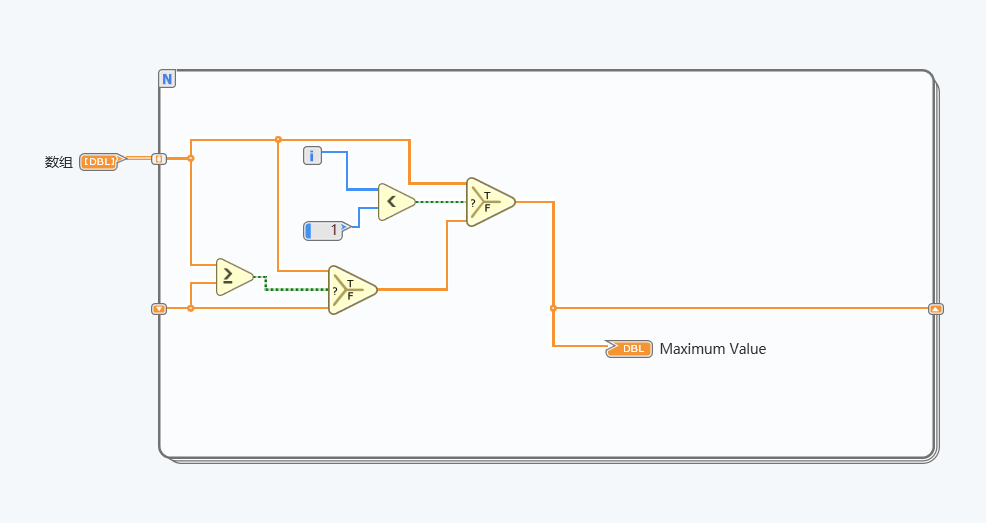 N
数组
[DBL]
[]
i
<
1
?
T
F
≥
?
T
F
DBL
Maximum Value